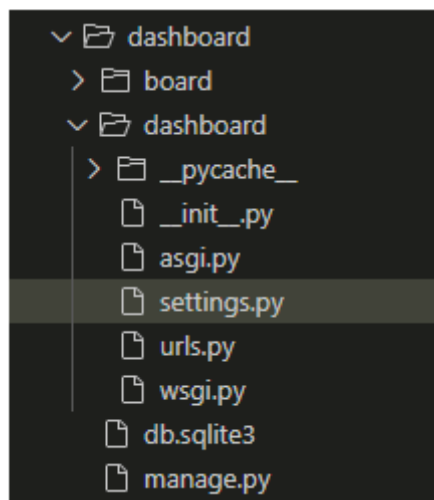 dashboard
board
dashboard
__pycache__
__init__.py
asgi.py
settings.py
urls.py
wsgi.py
db.sqlite3
manage.py